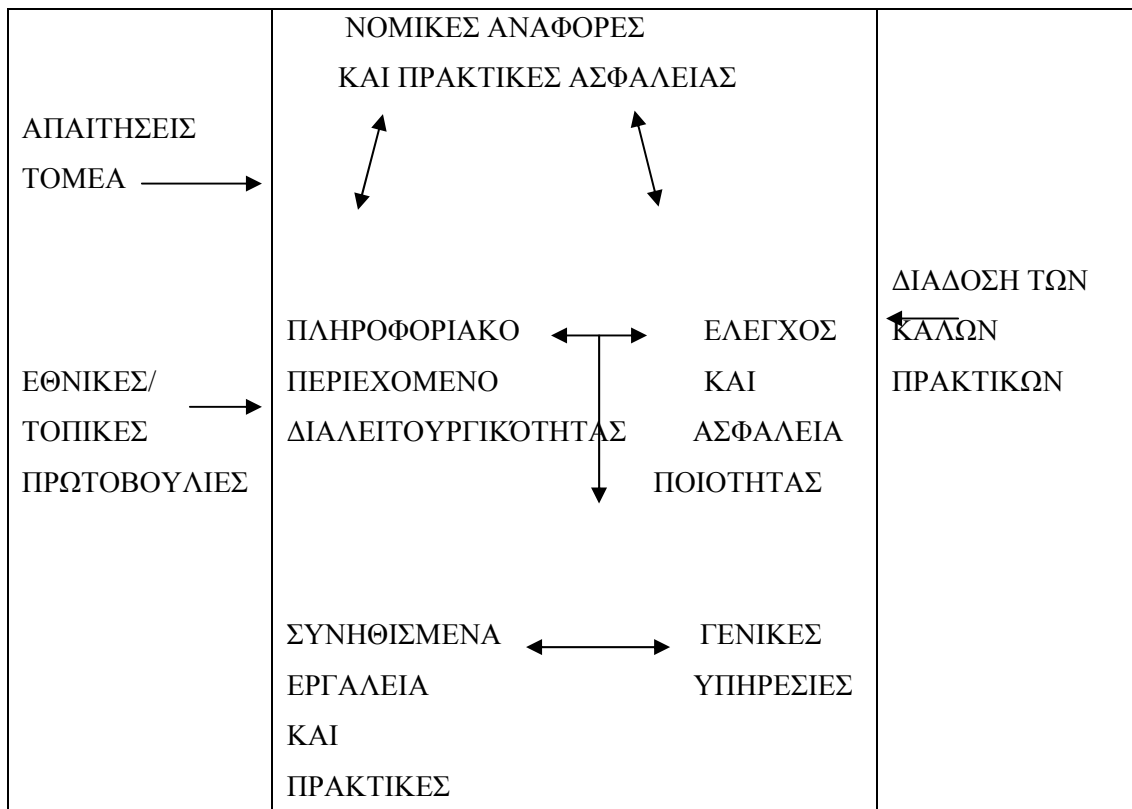 ΑΠΑΙΤΗΣΕΙΣ
ΤΟΜΕΑ
ΕΘΝΙΚΕΣ/
ΤΟΠΙΚΕΣ
ΠΡΩΤΟΒΟΥΛΙΕΣ
ΝΟΜΙΚΕΣ ΑΝΑΦΟΡΕΣ
ΚΑΙ ΠΡΑΚΤΙΚΕΣ ΑΣΦΑΛΕΙΑΣ
ΠΛΗΡΟΦΟΡΙΑΚΟ
ΠΕΡΙΕΧΟΜΕΝΟ
ΔΙΑΛΕΙΤΟΥΡΓΙΚΌΤΗΤΑΣ
ΕΛΕΓΧΟΣ
ΚΑΙ
ΑΣΦΑΛΕΙΑ
ΠΟΙΟΤΗΤΑΣ
ΣΥΝΗΘΙΣΜΕΝΑ
ΕΡΓΑΛΕΙΑ
ΚΑΙ
ΠΡΑΚΤΙΚΕΣ
ΓΕΝΙΚΕΣ
ΥΠΗΡΕΣΙΕΣ
ΔΙΑΔΟΣΗ ΤΩΝ
ΚΑΛΩΝ
ΠΡΑΚΤΙΚΩΝ